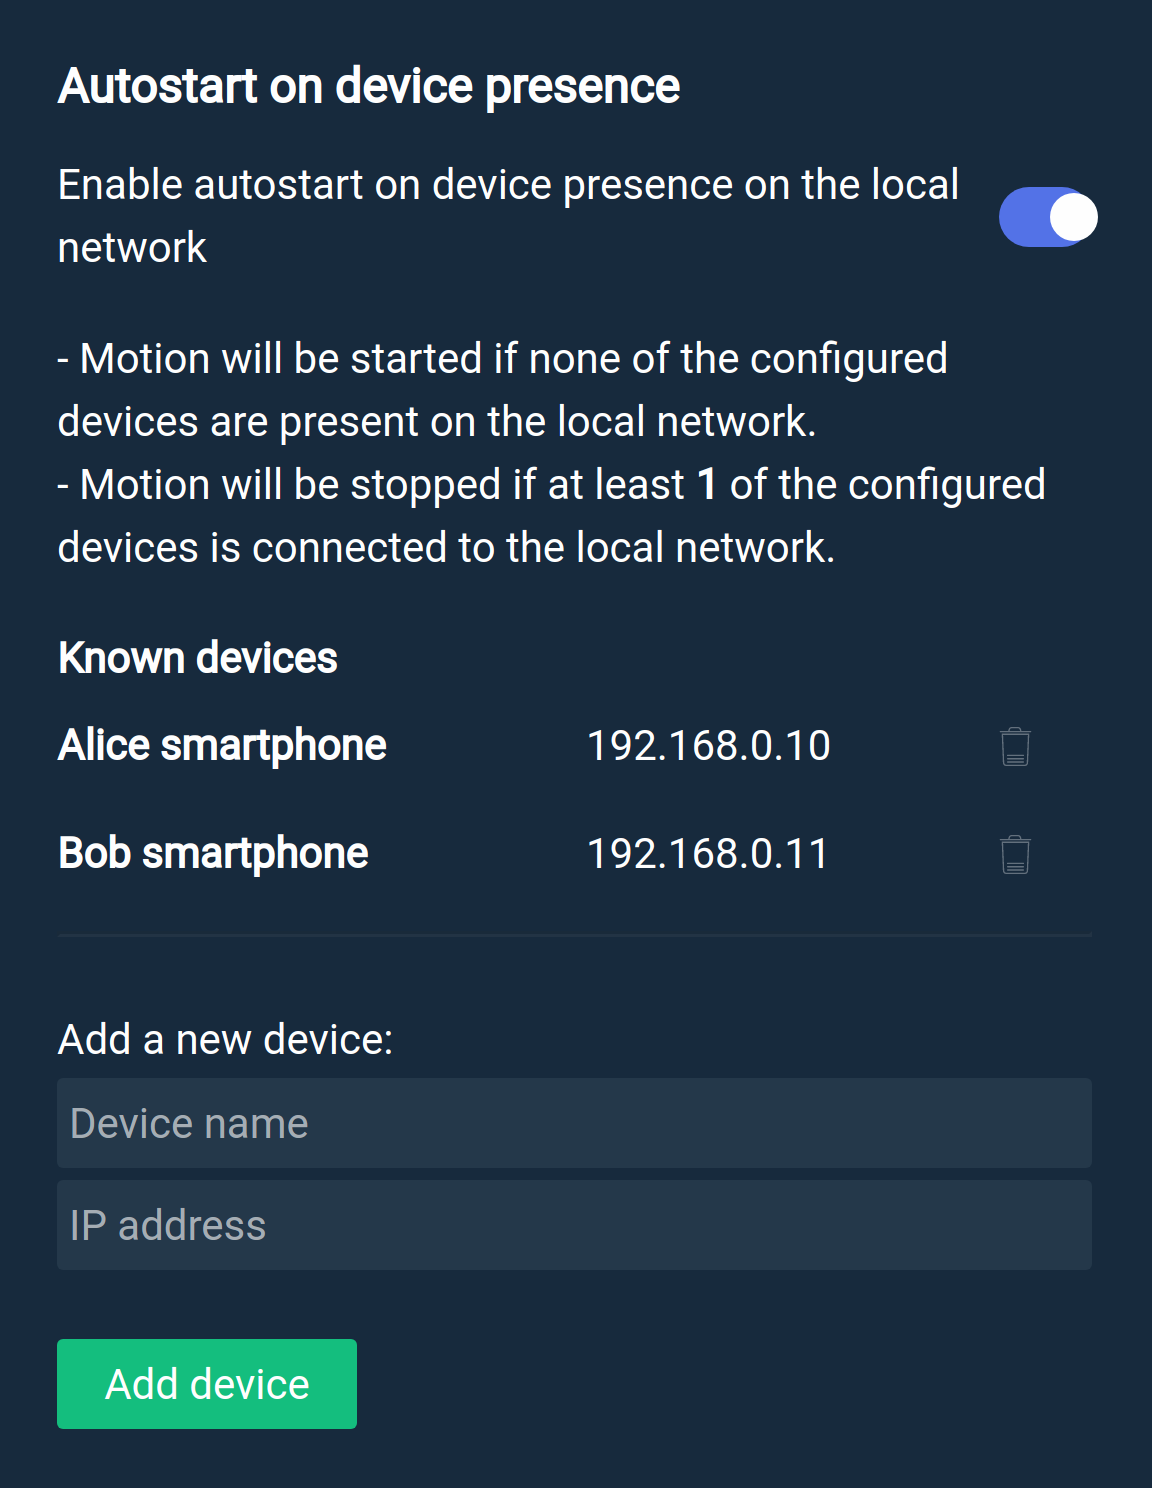 Autostart on device presence
Enable autostart on device presence on the local
network
- Motion will be started if none of the configured
devices are present on the local network.
- Motion will be stopped if at least 1 of the configured
devices is connected to the local network.
Known devices
Alice smartphone 192.168.0.10
Bob smartphone 192.168.0.11
Add a new device:
Device name
IP address
Add device